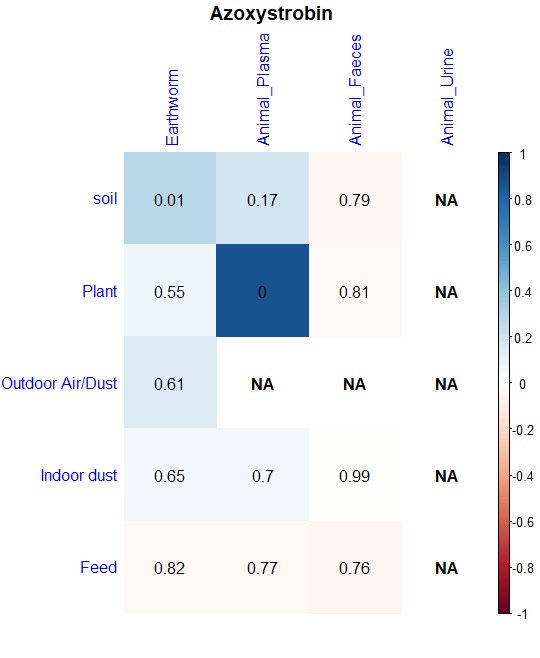 Azoxystrobin
Earthworm Animal_Plasma Animal_Faeces Animal_Urine
soil 0.01 0.17 0.79 NA
Plant 0.55 0 0.81 NA
Outdoor Air/Dust 0.61 NA NA NA
Indoor dust 0.65 0.7 0.99 NA
Feed 0.82 0.77 0.76 NA
1
0.8
0.6
0.4
0.2
0
-0.2
-0.4
-0.6
-0.8
-1